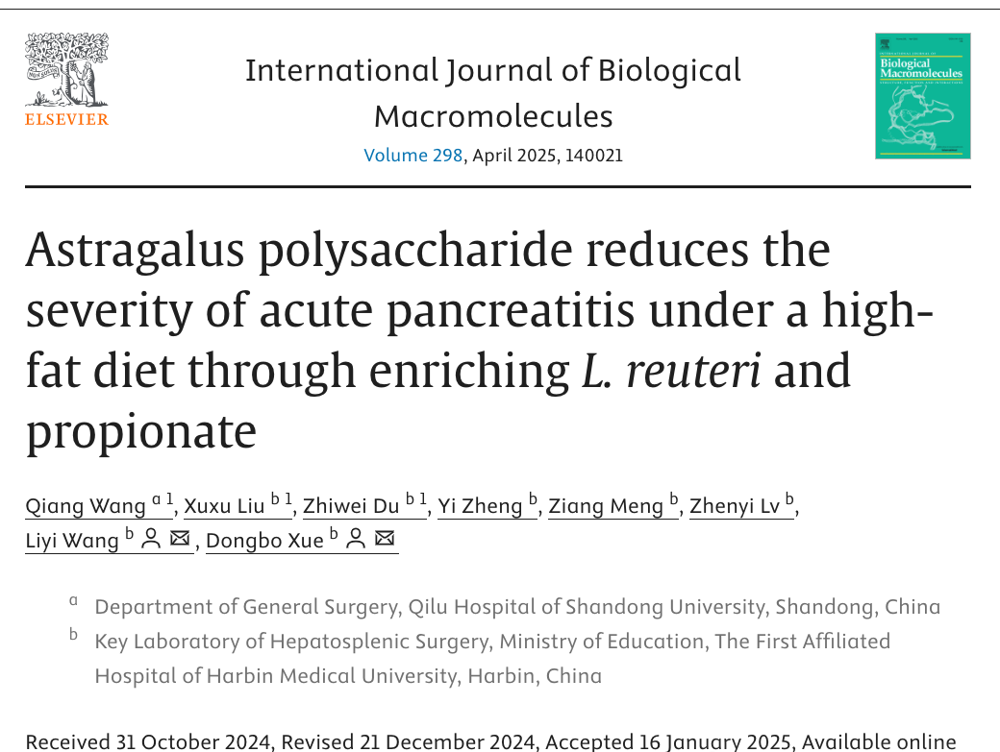 International Journal of Biological
Macromolecules
Volume 298, April 2025, 140021
ELSEVIER
Biological
Macromolecules
Astragalus polysaccharide reduces the
severity of acute pancreatitis under a high-
fat diet through enriching L. reuteri and
propionate
Qiang Wang a 1, Xuxu Liu b 1, Zhiwei Du b 1, Yi Zheng b, Ziang Meng b, Zhenyi Lv b,
Liyi Wang b, Dongbo Xue b
a Department of General Surgery, Qilu Hospital of Shandong University, Shandong, China
b Key Laboratory of Hepatosplenic Surgery, Ministry of Education, The First Affiliated
Hospital of Harbin Medical University, Harbin, China
Received 31 October 2024, Revised 21 December 2024, Accepted 16 January 2025, Available online